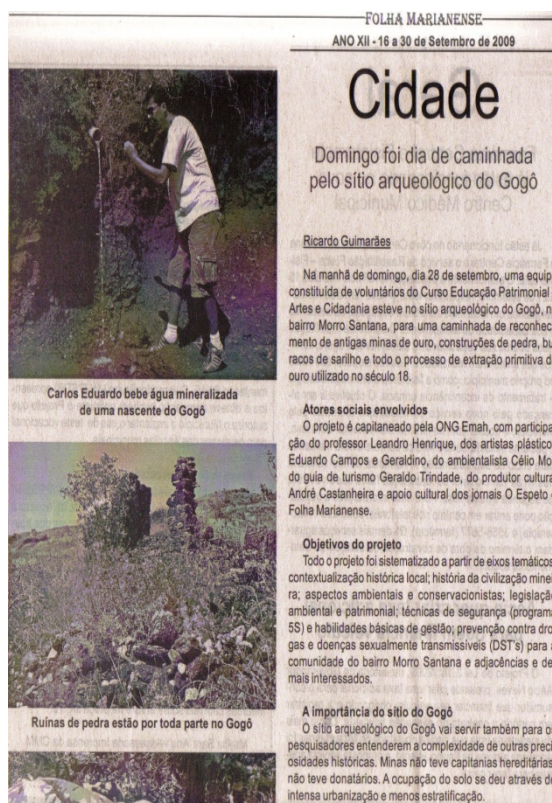 FOLHA MARIANENSE
ANO XII - 16 a 30 de Setembro de 2009
Cidade
Domingo foi dia de caminhada
pelo sítio arqueológico do Gogô
Ricardo Guimarães
Na manhã de domingo, dia 28 de setembro, uma equip
constituída de voluntários do Curso Educação Patrimonial
Artes e Cidadania esteve no sítio arqueológico do Gogô, n
bairro Morro Santana, para uma caminhada de reconhec
mento de antigas minas de ouro, construções de pedra, bu
racos de sarilho e todo o processo de extração primitiva d
ouro utilizado no século 18.
Atores sociais envolvidos
O projeto é capitaneado pela ONG Emah, com participa
ção do professor Leandro Henrique, dos artistas plástico
Eduardo Campos e Geraldino, do ambientalista Célio Mo
do guia de turismo Geraldo Trindade, do produtor cultura
André Castanheira e apoio cultural dos jornais O Espeto
Folha Marianense.
Objetivos do projeto
Todo o projeto foi sistematizado a partir de eixos temáticos
contextualização histórica local; história da civilização mine
ra; aspectos ambientais e conservacionistas; legislaçã
ambiental e patrimonial; técnicas de segurança (program
5S) e habilidades básicas de gestão; prevenção contra dro
gas e doenças sexualmente transmissíveis (DST's) para
comunidade do bairro Morro Santana e adjacências e de
mais interessados.
A importância do sítio do Gogô
O sítio arqueológico do Gogô vai servir também para o
pesquisadores entenderem a complexidade de outras preci
osidades históricas. Minas não teve capitanias hereditárias
não teve donatários. A ocupação do solo se deu através d
intensa urbanização e menos estratificação.
Carlos Eduardo bebe água mineralizada
de uma nascente do Gogô
Ruínas de pedra estão por toda parte no Gogô